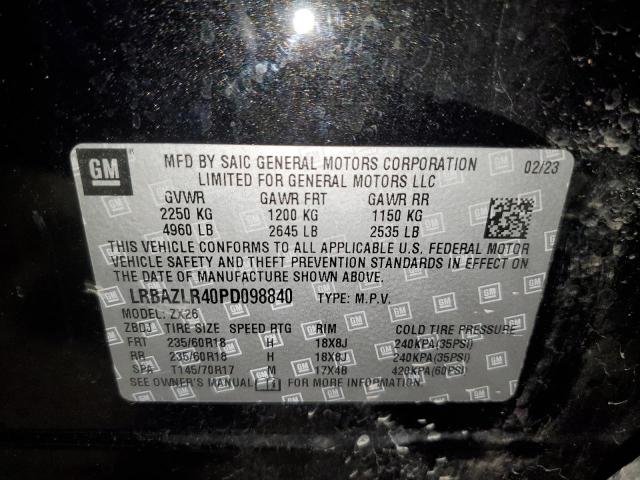 GM
MFD BY SAIC GENERAL MOTORS CORPORATION 02/23
LIMITED FOR GENERAL MOTORS LLC
GVWR GAWR FRT GAWR RR
2250 KG 1200 KG 1150 KG
4960 LB 2645 LB 2535 LB
THIS VEHICLE CONFORMS TO ALL APPLICABLE U.S. FEDERAL MOTOR
VEHICLE SAFETY AND THEFT PREVENTION STANDARDS IN EFFECT ON
THE DATE OF MANUFACTURE SHOWN ABOVE.
LRBAZLR40PD098840 TYPE: M.P.V.
MODEL: ZX26
ZBDJ TIRE SIZE SPEED RTG RIM COLD TIRE PRESSURE
FRT 235/60R18 H 18X8J 240KPA(35PSI)
RR 235/60R18 H 18X8J 240KPA(35PSI)
SPA T145/70R17 M 17X4B 420KPA(60PSI)
SEE OWNER'S MANUAL FOR MORE INFORMATION.